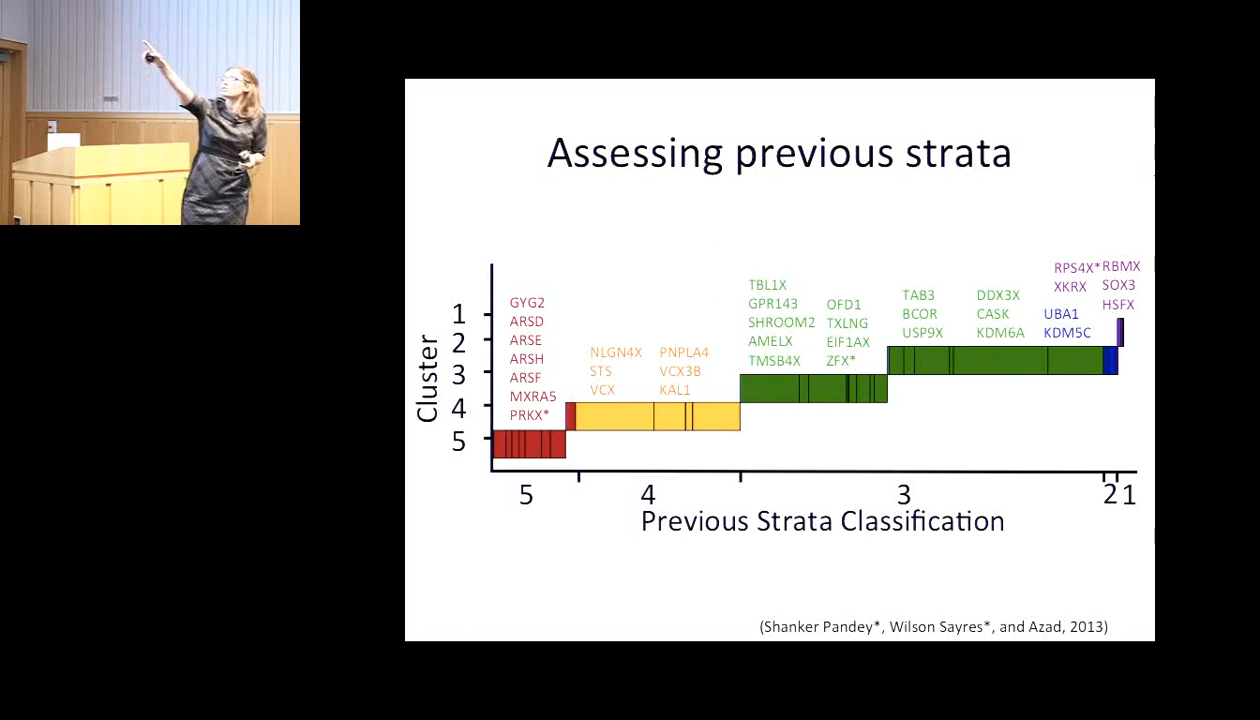 Assessing previous strata
RPS4X* RBMX
XKRX SOX3
HSFX
TBL1X
GPR143
SHROOM2
AMELX
TMSB4X
OFD1
TXLNG
EIF1AX
ZFX*
TAB3
BCOR
USP9X
DDX3X
CASK
KDM6A
UBA1
KDM5C
GYG2
ARSD
ARSE
ARSH
ARSF
MXRA5
PRKX*
NLGN4X
STS
VCX
PNPLA4
VCX3B
KAL1
Cluster
1
2
3
4
5
5 4 3 2 1
Previous Strata Classification
(Shanker Pandey*, Wilson Sayres*, and Azad, 2013)